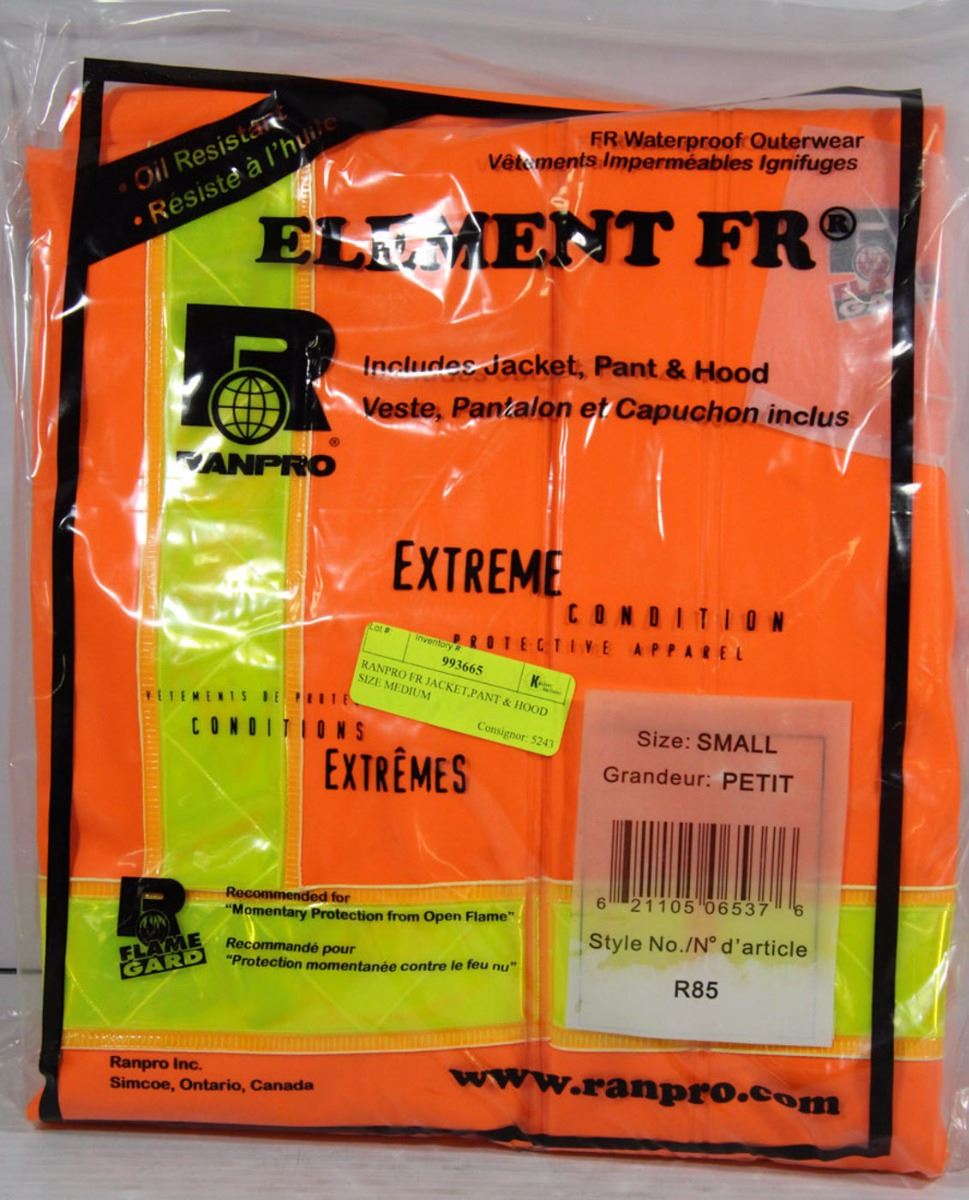 • Oil Resistant
• Résiste à l'huile
FR Waterproof Outerwear
Vêtements Imperméables Ignifuges
ELEMENT FR®
R
RANPRO®
Includes Jacket, Pant & Hood
Veste, Pantalon et Capuchon inclus
EXTREME
CONDITION
PROTECTIVE APPAREL
Lot #:
Inventory #:
993665
RANPRO FR JACKET,PANT & HOOD
SIZE MEDIUM
Consignor: 5243
VÊTEMENTS DE
CONDITIONS
EXTRÊMES
Size: SMALL
Grandeur: PETIT
6 21105 06537 6
Style No./N° d'article
R85
R
FLAME
GARD
Recommended for
"Momentary Protection from Open Flame"
Recommandé pour
"Protection momentanée contre le feu nu"
Ranpro Inc.
Simcoe, Ontario, Canada
www.ranpro.com